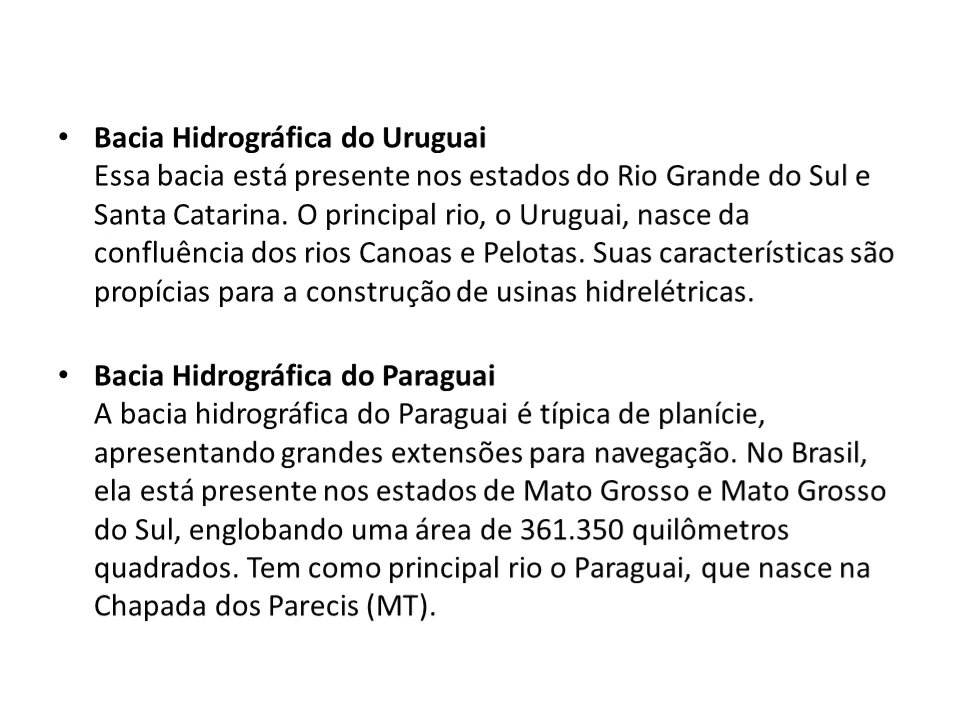 • Bacia Hidrográfica do Uruguai
Essa bacia está presente nos estados do Rio Grande do Sul e
Santa Catarina. O principal rio, o Uruguai, nasce da
confluência dos rios Canoas e Pelotas. Suas características são
propícias para a construção de usinas hidrelétricas.
• Bacia Hidrográfica do Paraguai
A bacia hidrográfica do Paraguai é típica de planície,
apresentando grandes extensões para navegação. No Brasil,
ela está presente nos estados de Mato Grosso e Mato Grosso
do Sul, englobando uma área de 361.350 quilômetros
quadrados. Tem como principal rio o Paraguai, que nasce na
Chapada dos Parecis (MT).